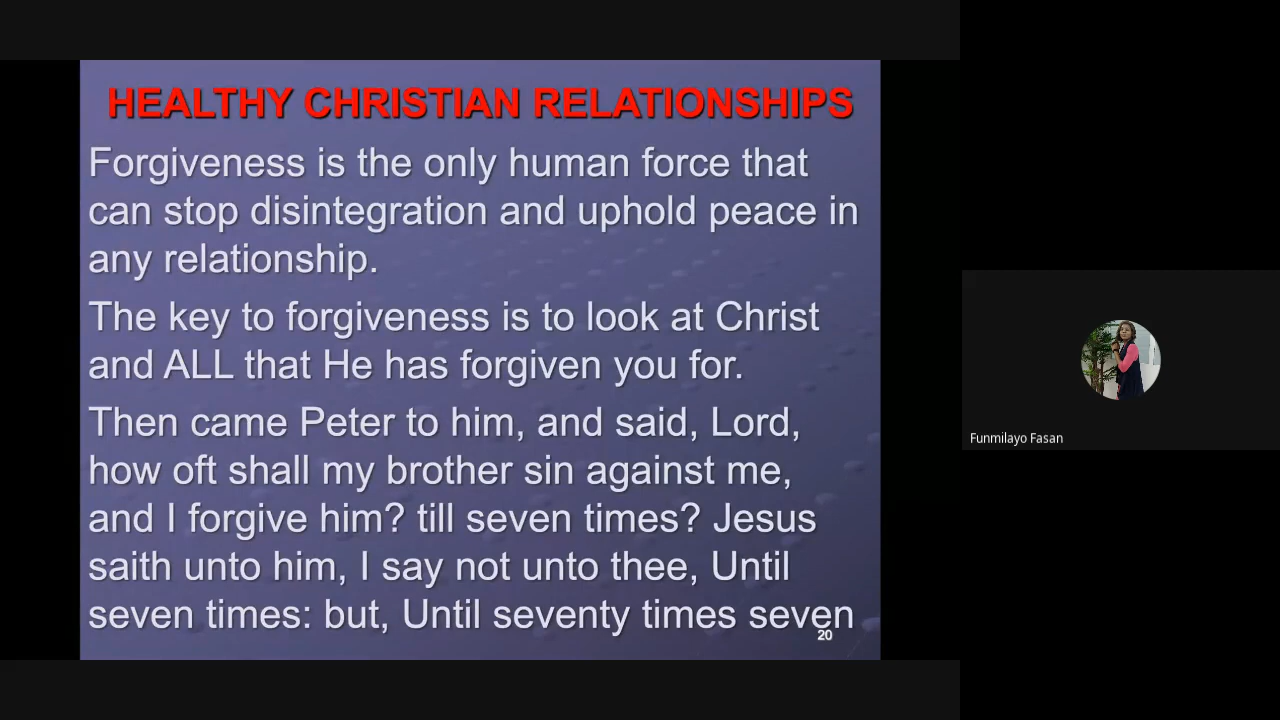 HEALTHY CHRISTIAN RELATIONSHIPS
Forgiveness is the only human force that
can stop disintegration and uphold peace in
any relationship.
The key to forgiveness is to look at Christ
and ALL that He has forgiven you for.
Then came Peter to him, and said, Lord,
how oft shall my brother sin against me,
and I forgive him? till seven times? Jesus
saith unto him, I say not unto thee, Until
seven times: but, Until seventy times seven
20
Funmilayo Fasan